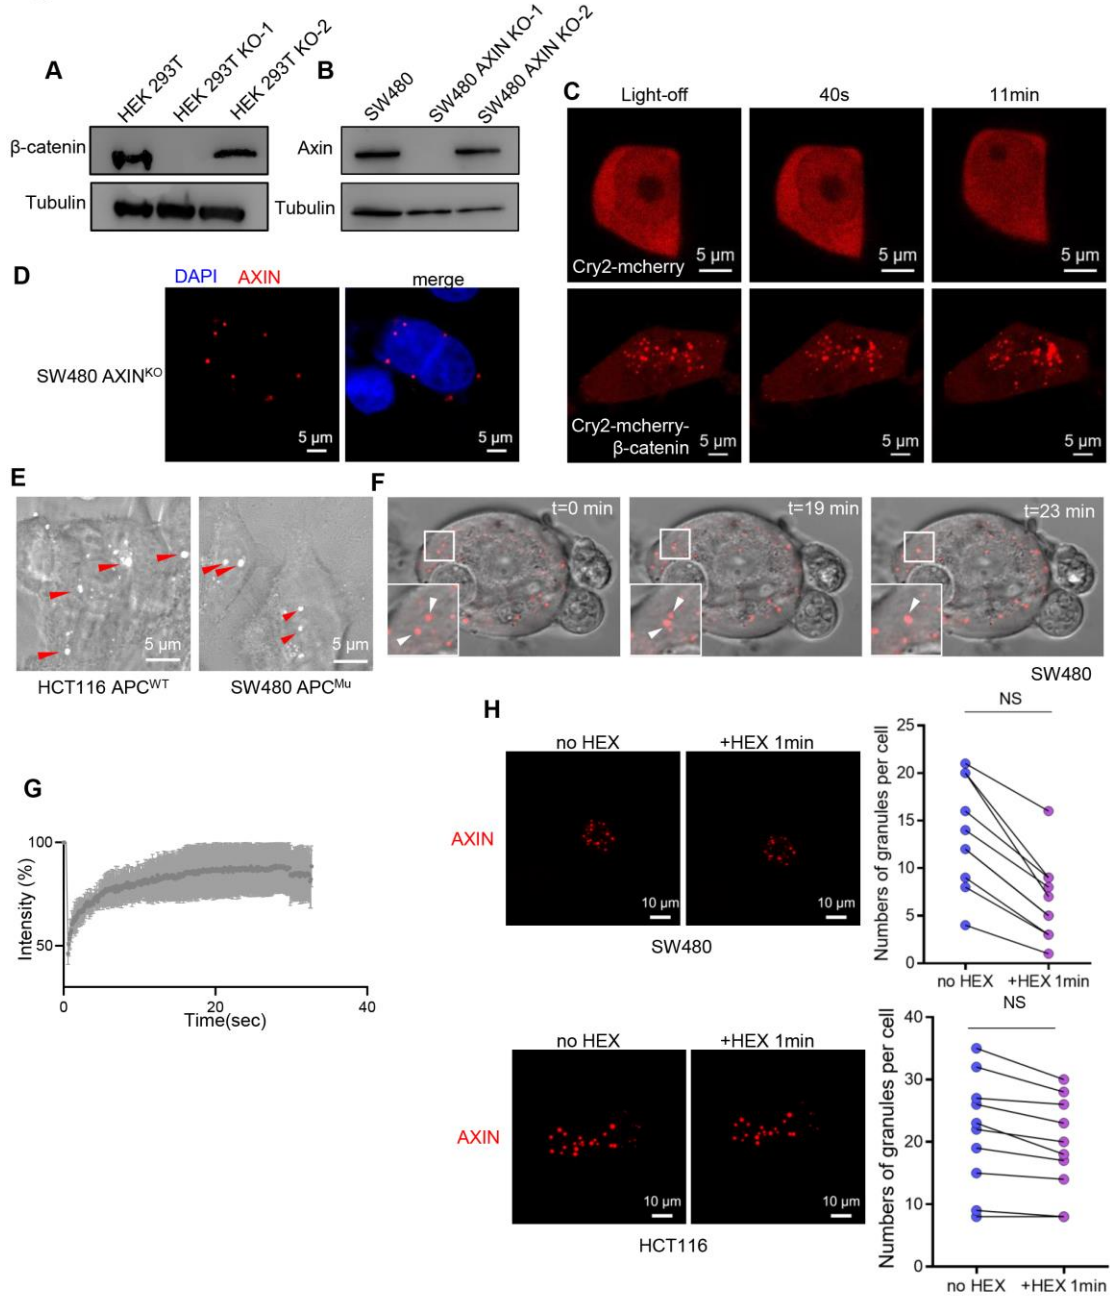 A
HEK 293T
HEK 293T KO-1
HEK 293T KO-2
β-catenin
Tubulin
B
SW480
SW480 AXIN KO-1
SW480 AXIN KO-2
Axin
Tubulin
C
Light-off
40s
11min
5 µm
5 µm
5 µm
Cry2-mcherry
Cry2-mcherry-
β-catenin
5 µm
5 µm
5 µm
D
DAPI
AXIN
merge
SW480 AXINᴷᴼ
5 µm
5 µm
E
5 µm
5 µm
HCT116 APCᵂᵀ
SW480 APCᴹᵘ
F
t=0 min
t=19 min
t=23 min
SW480
G
Intensity (%)
100
50
0
20
40
Time(sec)
H
no HEX
+HEX 1min
AXIN
10 µm
10 µm
SW480
NS
Numbers of granules per cell
25
20
15
10
5
0
no HEX
+HEX 1min
no HEX
+HEX 1min
AXIN
10 µm
10 µm
HCT116
NS
Numbers of granules per cell
40
30
20
10
0
no HEX
+HEX 1min